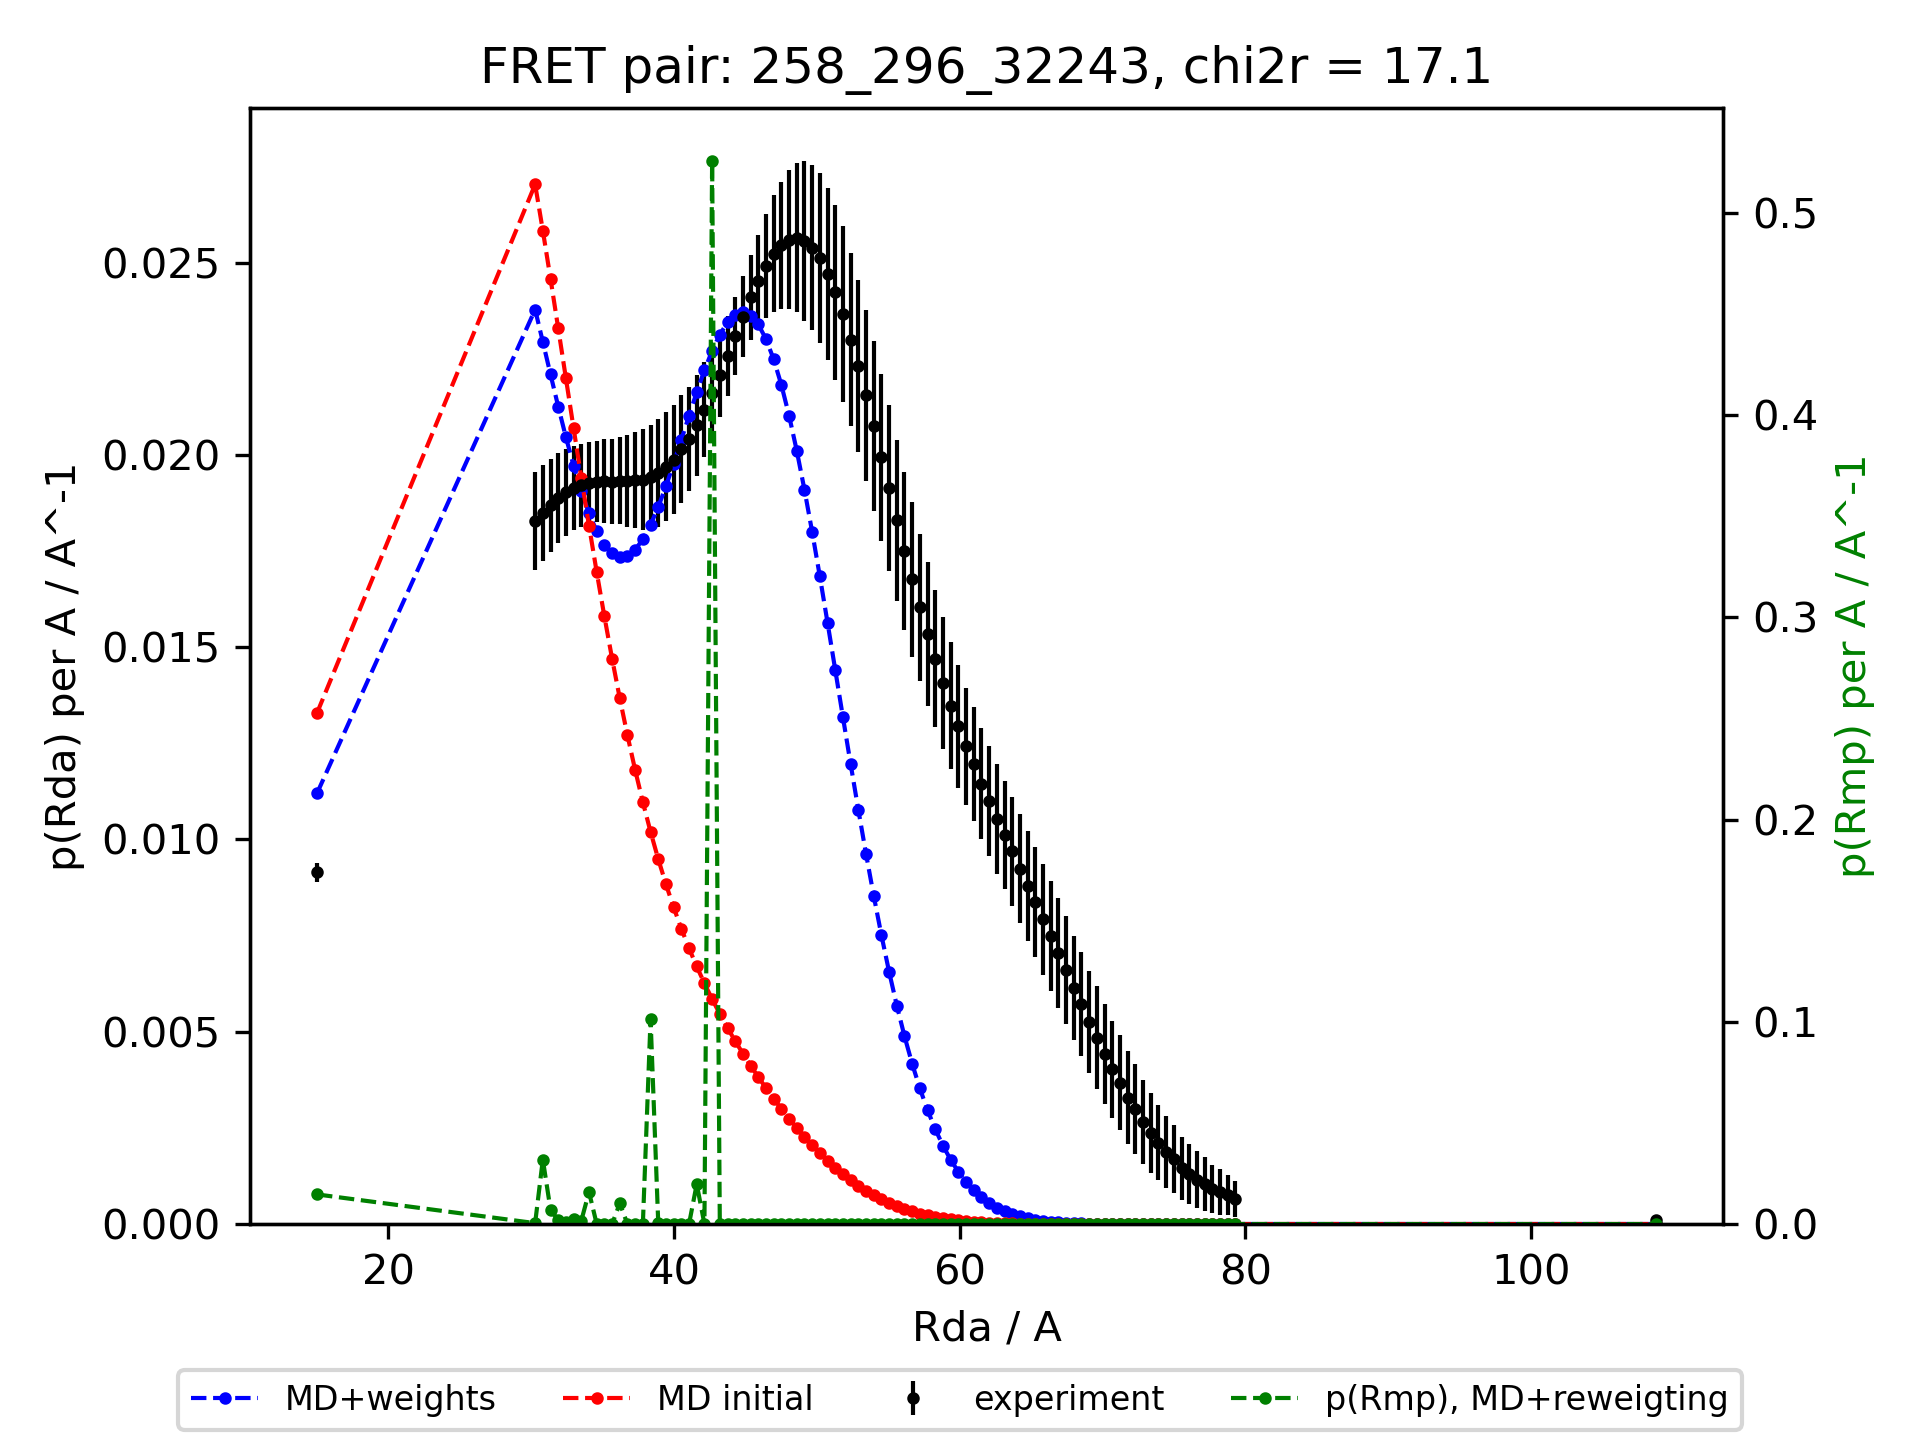 FRET pair: 258_296_32243, chi2r = 17.1
p(Rda) per A / A^-1
0.025
0.020
0.015
0.010
0.005
0.000
0.5
0.4
0.3
0.2
0.1
0.0
p(Rmp) per A / A^-1
20 40 60 80 100
Rda / A
MD+weights MD initial experiment p(Rmp), MD+reweigting